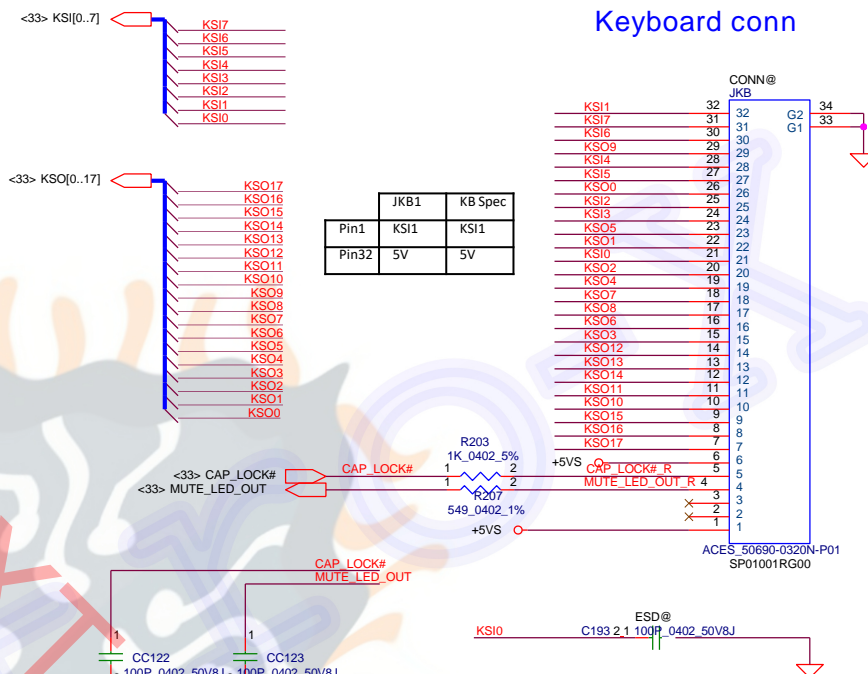 Keyboard conn
<33> KSI[0..7]
KSI7
KSI6
KSI5
KSI4
KSI3
KSI2
KSI1
KSI0
<33> KSO[0..17]
KSO17
KSO16
KSO15
KSO14
KSO13
KSO12
KSO11
KSO10
KSO9
KSO8
KSO7
KSO6
KSO5
KSO4
KSO3
KSO2
KSO1
KSO0
JKB1 KB Spec
Pin1 KSI1 KSI1
Pin32 5V 5V
CONN@
JKB
KSI1 32 32 G2 34
KSI7 31 31 G1 33
KSI6 30 30
KSO9 29 29
KSI4 28 28
KSI5 27 27
KSO0 26 26
KSI2 25 25
KSI3 24 24
KSO5 23 23
KSO1 22 22
KSI0 21 21
KSO2 20 20
KSO4 19 19
KSO7 18 18
KSO8 17 17
KSO6 16 16
KSO3 15 15
KSO12 14 14
KSO13 13 13
KSO14 12 12
KSO11 11 11
KSO10 10 10
KSO15 9 9
KSO16 8 8
KSO17 7 7
+5VS 6 6
R203
1K_0402_5%
<33> CAP_LOCK# CAP_LOCK# 1 2 CAP_LOCK#_R 5 5
<33> MUTE_LED_OUT 1 2 MUTE_LED_OUT_R 4 4
R207
549_0402_1%
3 3
2 2
+5VS 1 1
ACES_50690-0320N-P01
SP01001RG00
CAP_LOCK#
MUTE_LED_OUT
1 1
CC122 CC123
100P_0402_50V8J 100P_0402_50V8J
ESD@
KSI0 C193 2 1 100P_0402_50V8J